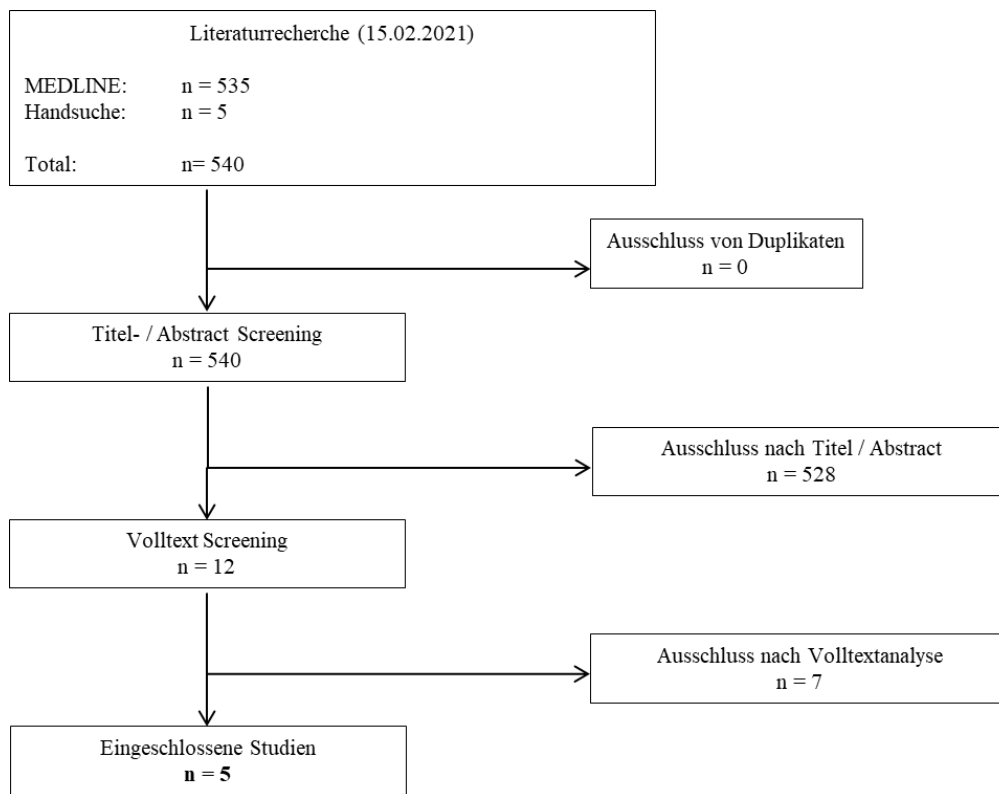 Literaturrecherche (15.02.2021)
MEDLINE: n = 535
Handsuche: n = 5
Total: n= 540
Ausschluss von Duplikaten
n = 0
Titel- / Abstract Screening
n = 540
Ausschluss nach Titel / Abstract
n = 528
Volltext Screening
n = 12
Ausschluss nach Volltextanalyse
n = 7
Eingeschlossene Studien
n = 5